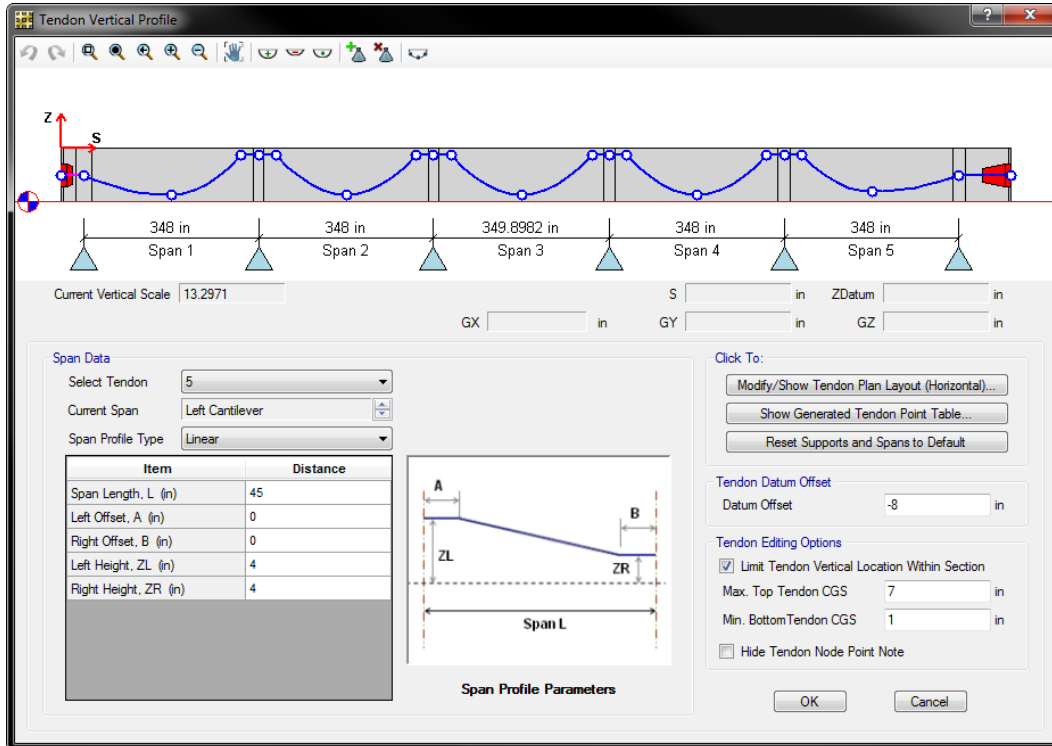 Tendon Vertical Profile
Z
S
348 in 348 in 349.8982 in 348 in 348 in
Span 1 Span 2 Span 3 Span 4 Span 5
Current Vertical Scale 13.2971 S in ZDatum in
GX in GY in GZ in
Span Data
Select Tendon 5
Current Span Left Cantilever
Span Profile Type Linear
Item Distance
Span Length, L (in) 45
Left Offset, A (in) 0
Right Offset, B (in) 0
Left Height, ZL (in) 4
Right Height, ZR (in) 4
A
B
ZL
ZR
Span L
Span Profile Parameters
Click To:
Modify/Show Tendon Plan Layout (Horizontal)...
Show Generated Tendon Point Table...
Reset Supports and Spans to Default
Tendon Datum Offset
Datum Offset -8 in
Tendon Editing Options
Limit Tendon Vertical Location Within Section
Max. Top Tendon CGS 7 in
Min. BottomTendon CGS 1 in
Hide Tendon Node Point Note
OK Cancel